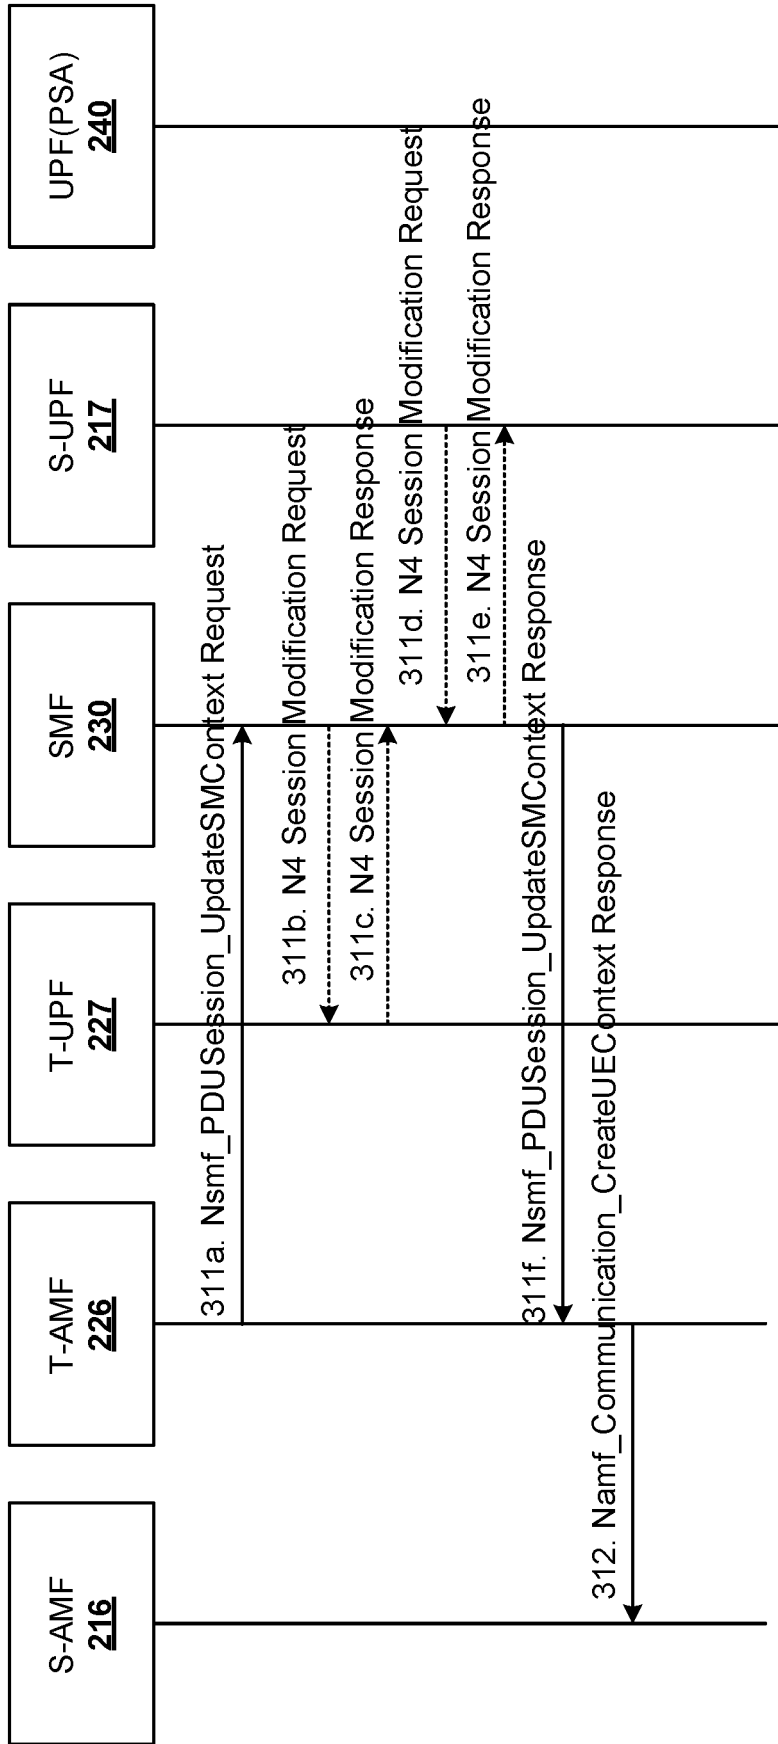 S-AMF
216
T-AMF
226
T-UPF
227
SMF
230
S-UPF
217
UPF(PSA)
240
311a. Nsmf_PDUSession_UpdateSMContext Request
311b. N4 Session Modification Request
311c. N4 Session Modification Response
311d. N4 Session Modification Request
311e. N4 Session Modification Response
311f. Nsmf_PDUSession_UpdateSMContext Response
312. Namf_Communication_CreateUEContext Response